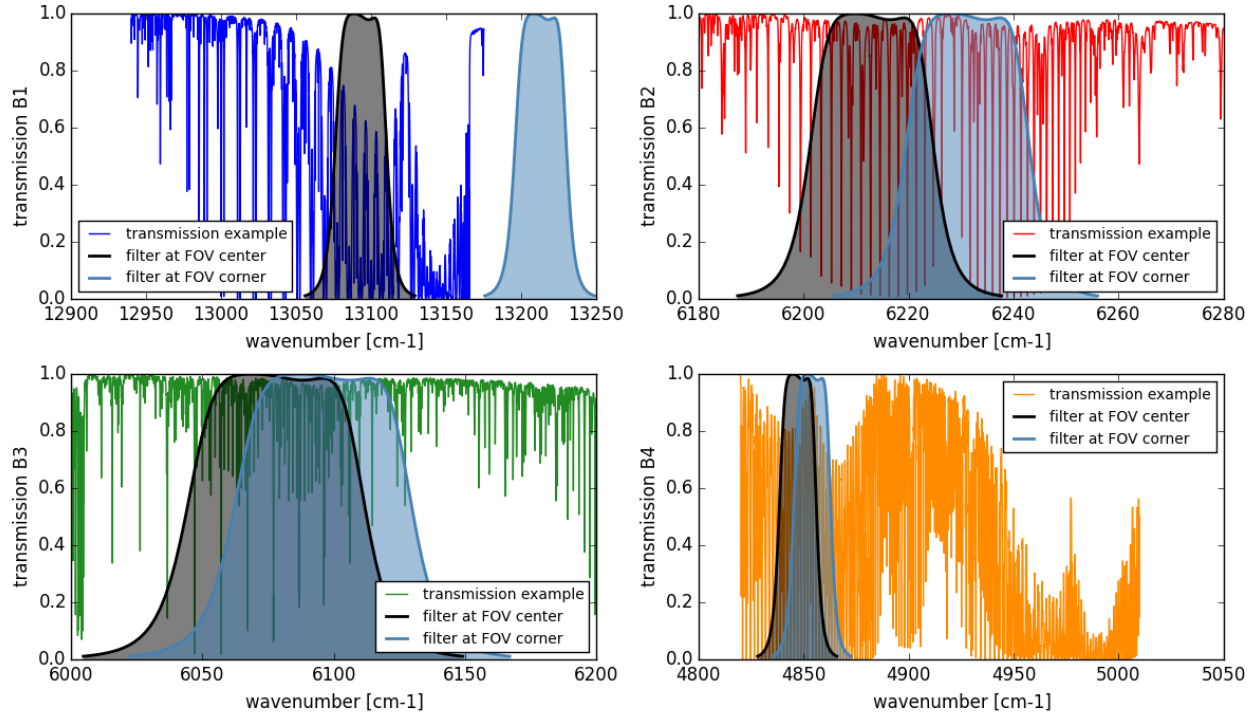 1.0
0.8
0.6
0.4
0.2
0.0
transmission B1
transmission example
filter at FOV center
filter at FOV corner
12900 12950 13000 13050 13100 13150 13200 13250
wavenumber [cm-1]
1.0
0.8
0.6
0.4
0.2
0.0
transmission B2
transmission example
filter at FOV center
filter at FOV corner
6180 6200 6220 6240 6260 6280
wavenumber [cm-1]
1.0
0.8
0.6
0.4
0.2
0.0
transmission B3
transmission example
filter at FOV center
filter at FOV corner
6000 6050 6100 6150 6200
wavenumber [cm-1]
1.0
0.8
0.6
0.4
0.2
0.0
transmission B4
transmission example
filter at FOV center
filter at FOV corner
4800 4850 4900 4950 5000 5050
wavenumber [cm-1]